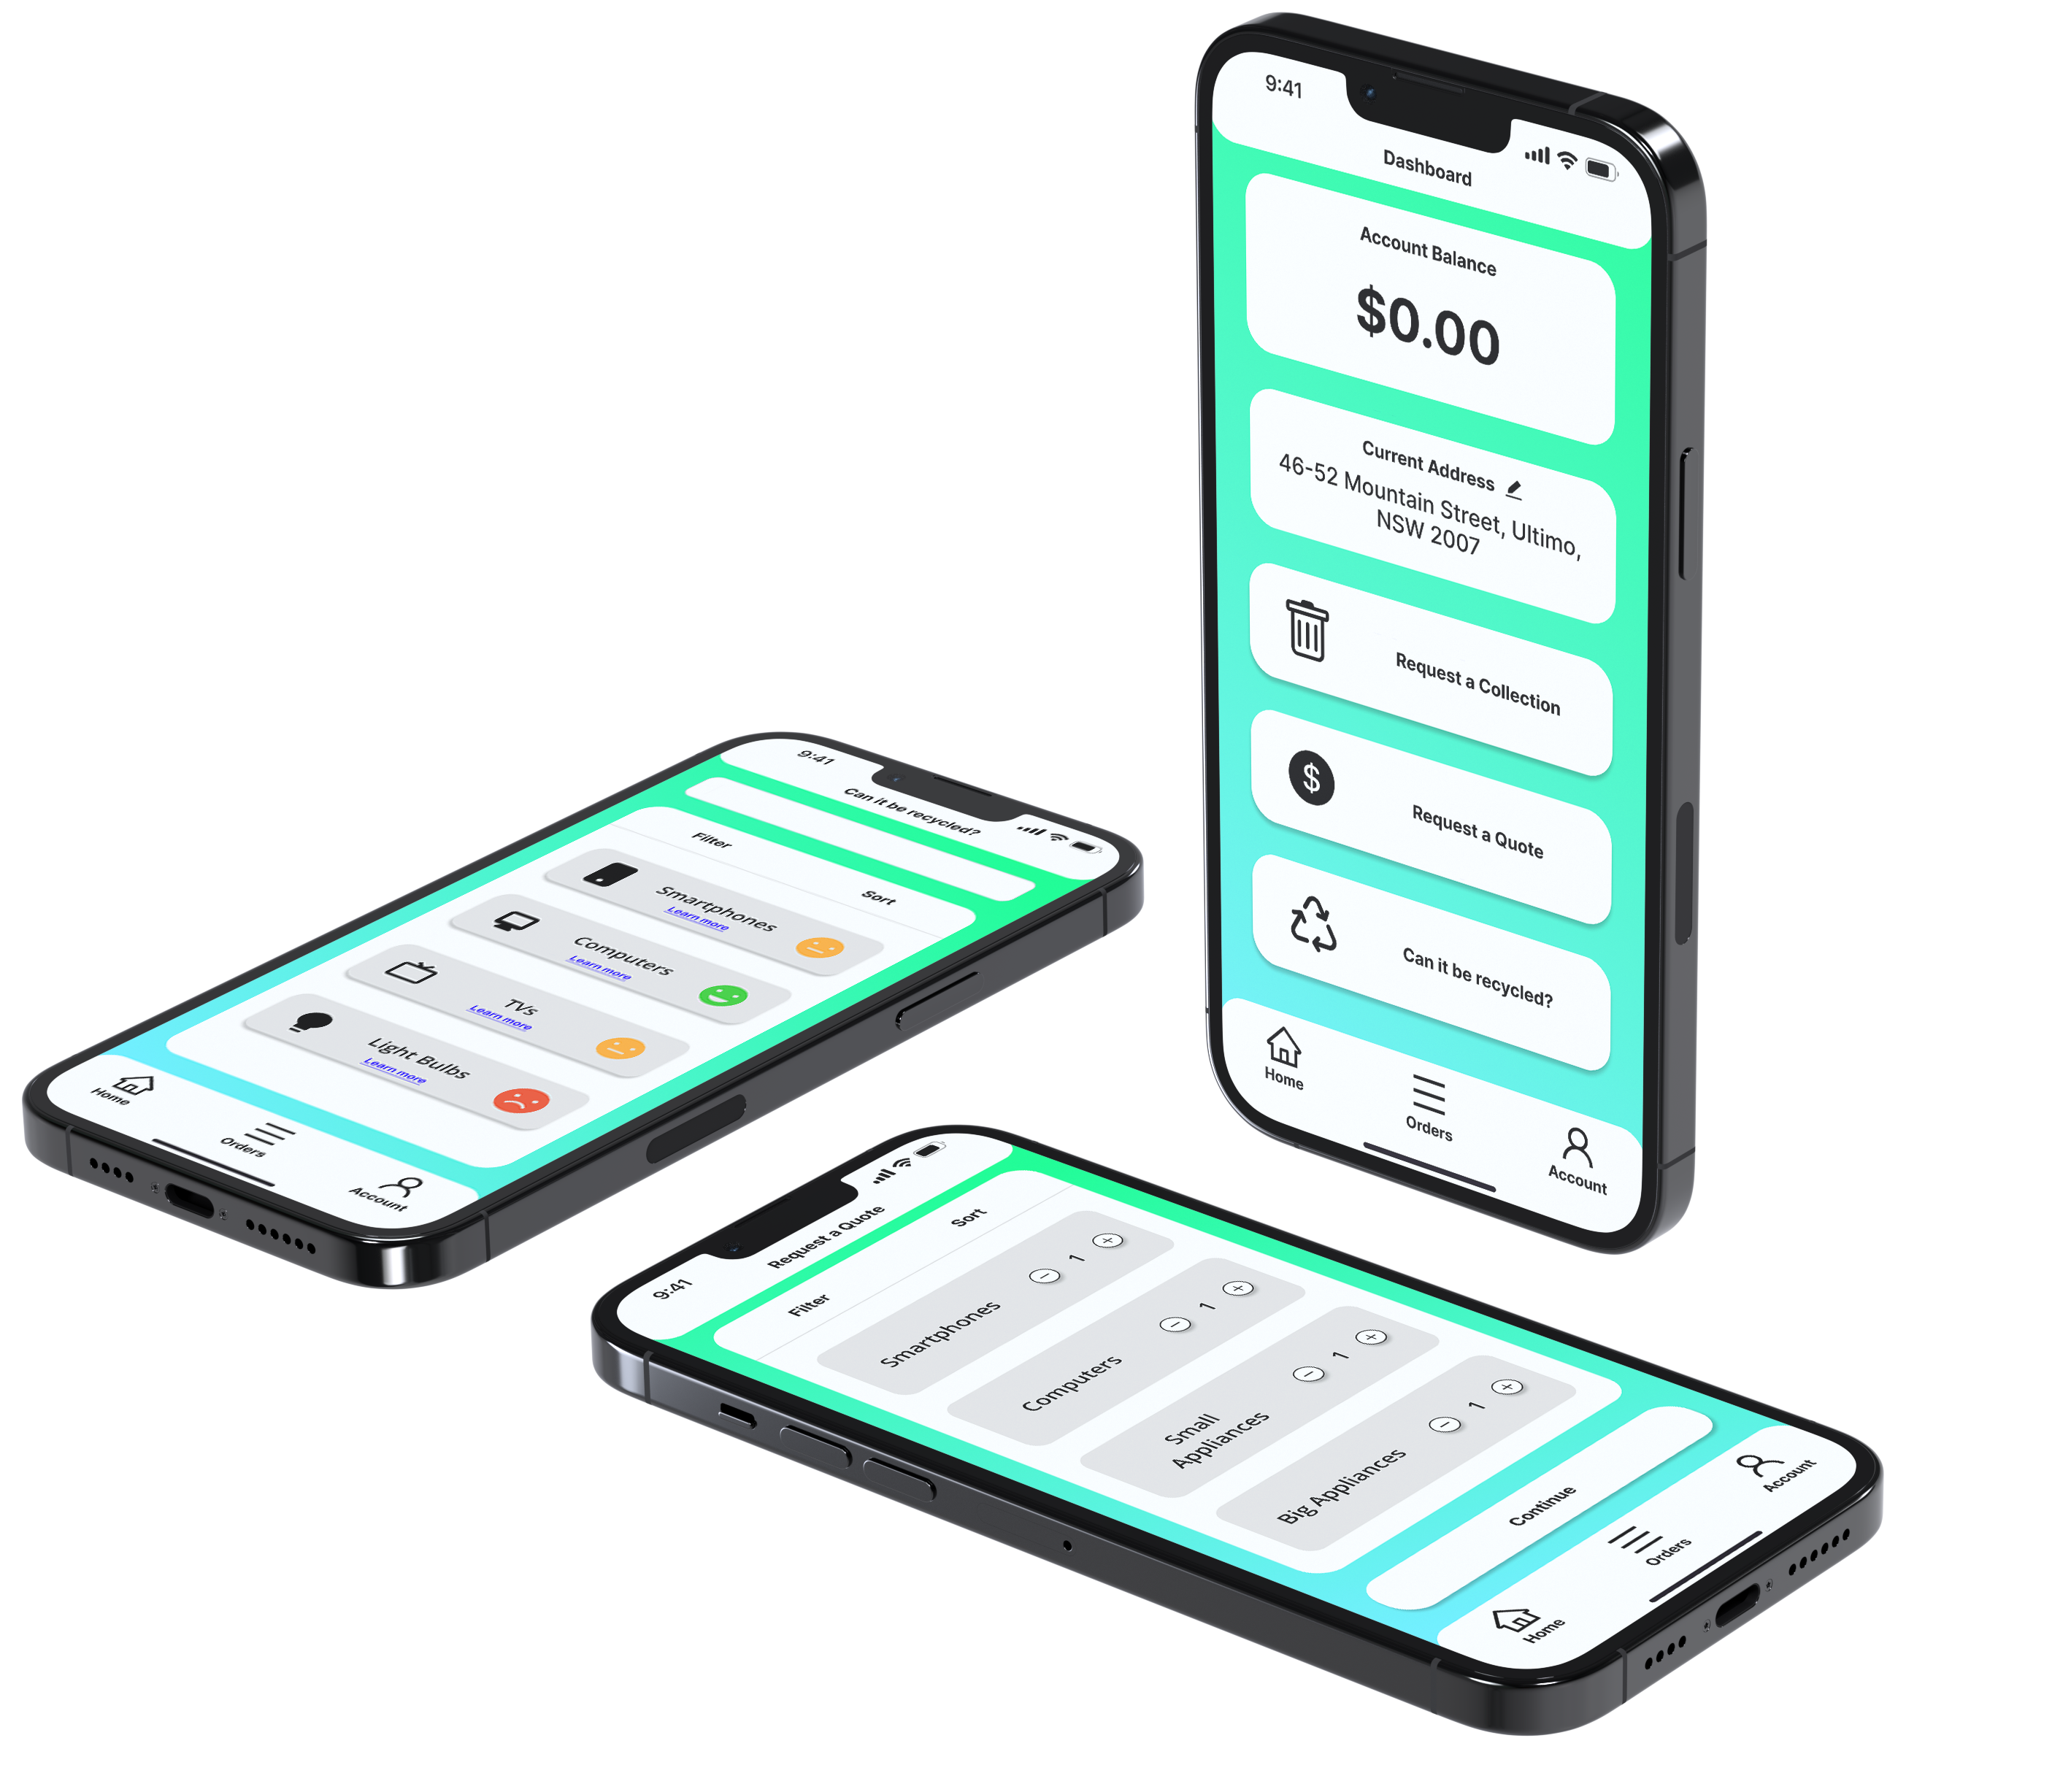 9:41
Dashboard
Account Balance
$0.00
Current Address
46-52 Mountain Street, Ultimo,
NSW 2007
Request a Collection
$
Request a Quote
Can it be recycled?
Home
Orders
Account
9:41
Can it be recycled?
Filter
Sort
Smartphones
Learn more
Computers
Learn more
TVs
Learn more
Light Bulbs
Learn more
Home
Orders
Account
9:41
Request a Quote
Filter
Sort
Smartphones
1
Computers
1
Small
Appliances
1
Big Appliances
1
Continue
Home
Orders
Account